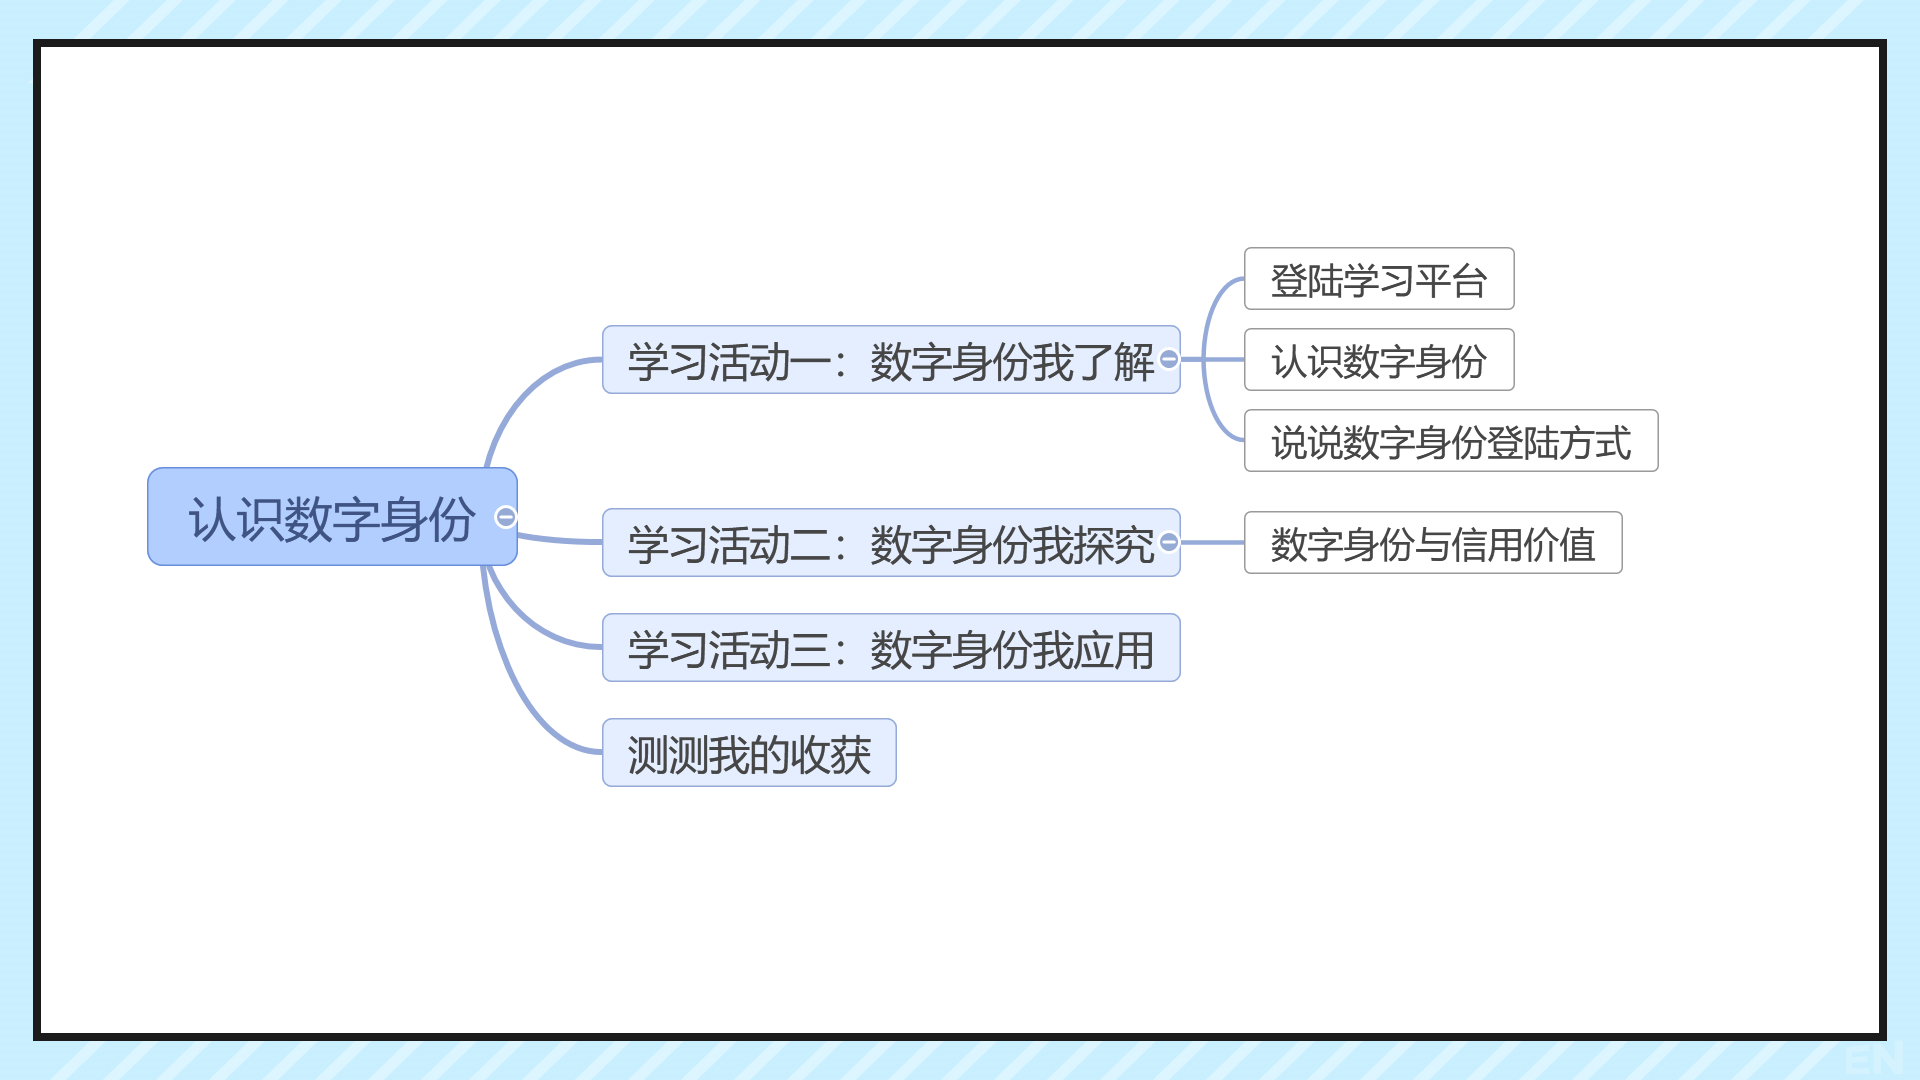 认识数字身份
学习活动一：数字身份我了解
登陆学习平台
认识数字身份
说说数字身份登陆方式
学习活动二：数字身份我探究
数字身份与信用价值
学习活动三：数字身份我应用
测测我的收获
EN